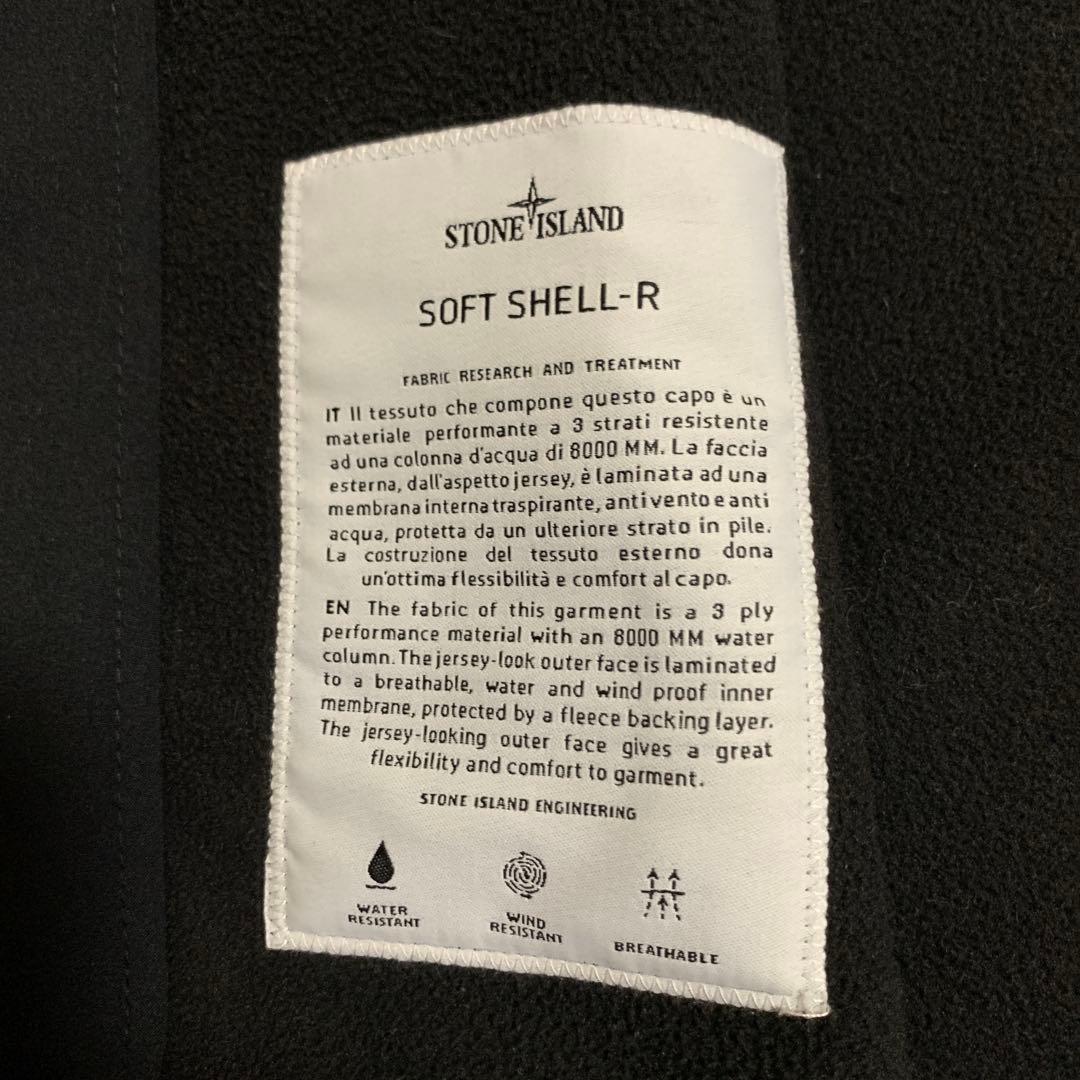 STONE ISLAND
SOFT SHELL-R
FABRIC RESEARCH AND TREATMENT
IT Il tessuto che compone questo capo è un
materiale performante a 3 strati resistente
ad una colonna d'acqua di 8000 MM. La faccia
esterna, dall'aspetto jersey, è laminata ad una
membrana interna traspirante, antivento e anti
acqua, protetta da un ulteriore strato in pile.
La costruzione del tessuto esterno dona
un'ottima flessibilità e comfort al capo.
EN The fabric of this garment is a 3 ply
performance material with an 8000 MM water
column. The jersey-look outer face is laminated
to a breathable, water and wind proof inner
membrane, protected by a fleece backing layer.
The jersey-looking outer face gives a great
flexibility and comfort to garment.
STONE ISLAND ENGINEERING
WATER
RESISTANT
WIND
RESISTANT
BREATHABLE